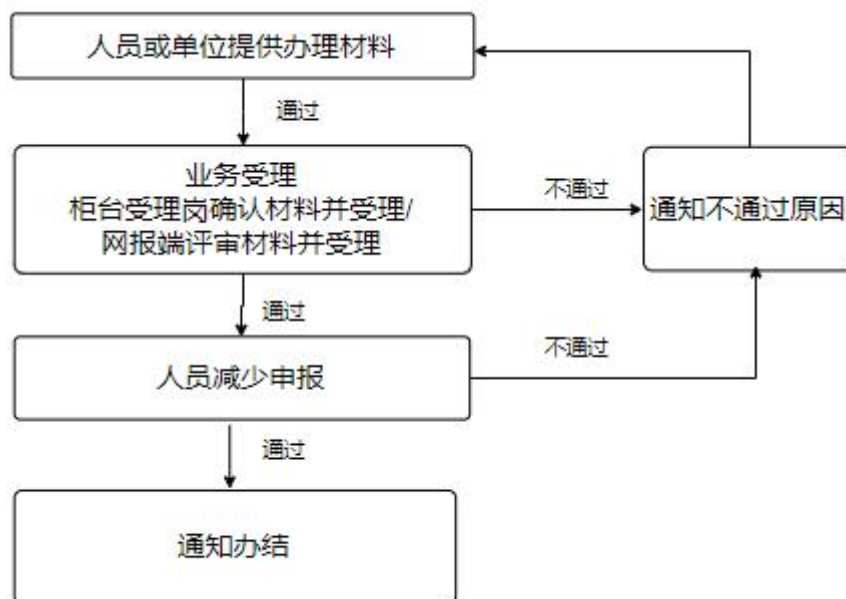 人员或单位提供办理材料
通过
业务受理
柜台受理岗确认材料并受理/
网报端评审材料并受理
不通过
通知不通过原因
通过
人员减少申报
不通过
通过
通知办结